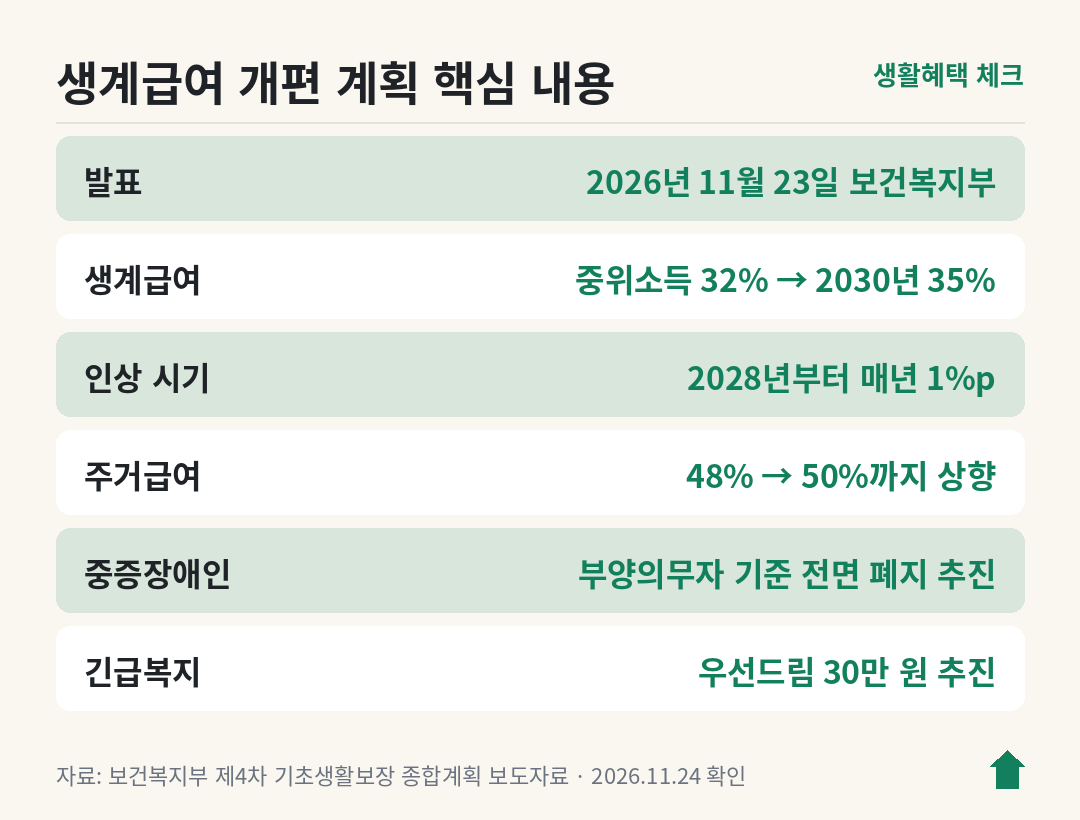 생계급여 개편 계획 핵심 내용
생활혜택 체크
발표 2026년 11월 23일 보건복지부
생계급여 중위소득 32% → 2030년 35%
인상 시기 2028년부터 매년 1%p
주거급여 48% → 50%까지 상향
중증장애인 부양의무자 기준 전면 폐지 추진
긴급복지 우선드림 30만 원 추진
자료: 보건복지부 제4차 기초생활보장 종합계획 보도자료 · 2026.11.24 확인